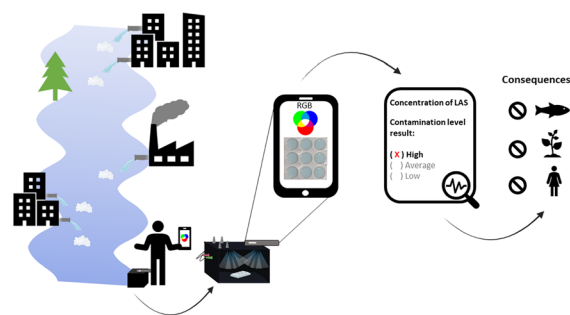 RGB
Concentration of LAS
Contamination level
result:
( X ) High
( ) Average
( ) Low
Consequences